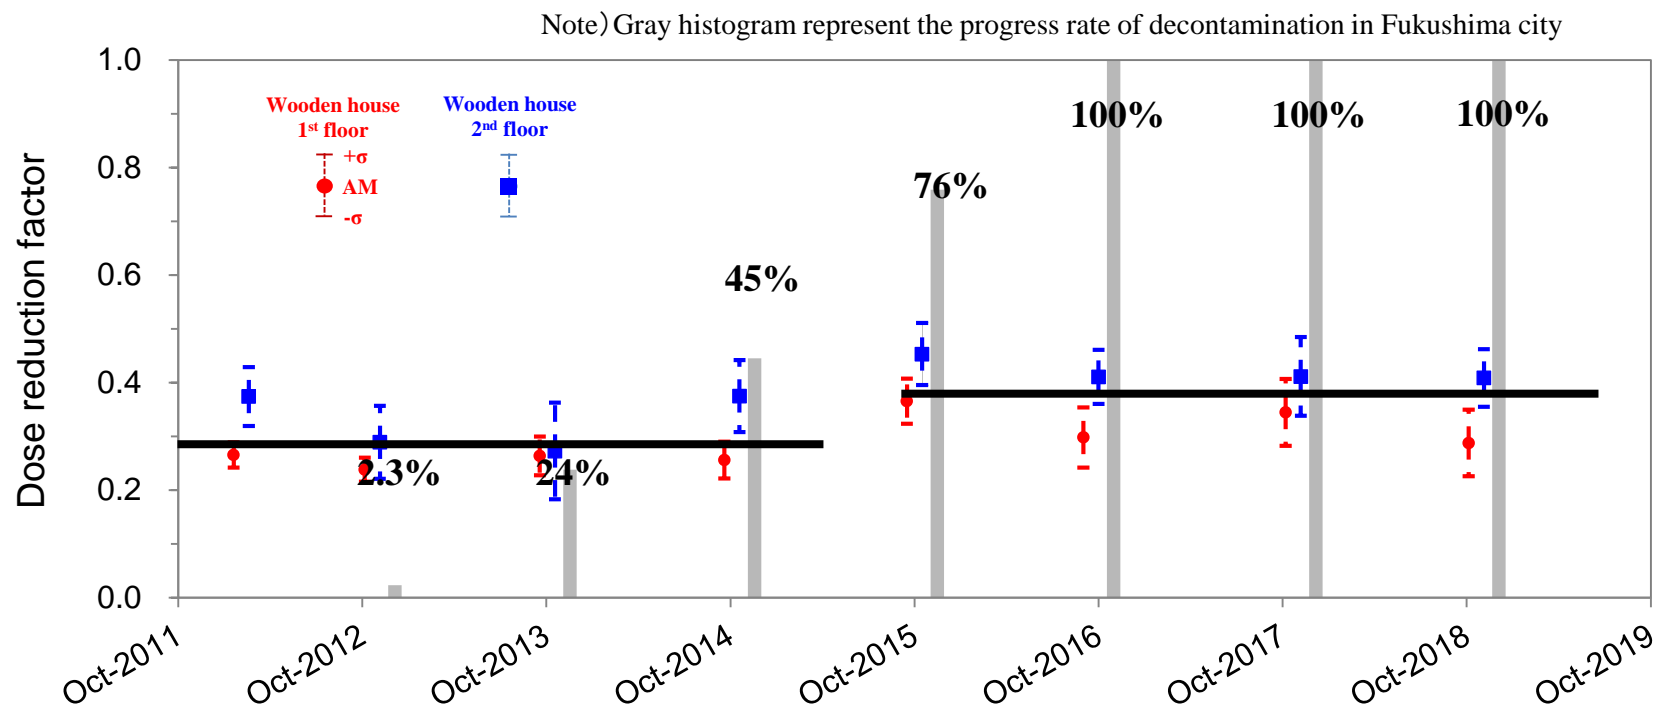 Note）Gray histogram represent the progress rate of decontamination in Fukushima city
Dose reduction factor
1.0
0.8
0.6
0.4
0.2
0.0
Wooden house
1st floor
+σ
AM
-σ
Wooden house
2nd floor
2.3%
24%
45%
76%
100%
100%
100%
Oct-2011
Oct-2012
Oct-2013
Oct-2014
Oct-2015
Oct-2016
Oct-2017
Oct-2018
Oct-2019